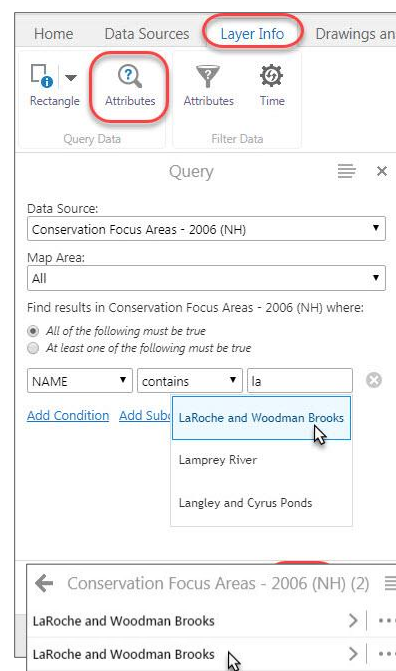 Home Data Sources Layer Info Drawings an
Rectangle Attributes Attributes Time
Query Data Filter Data
Query
Data Source:
Conservation Focus Areas - 2006 (NH)
Map Area:
All
Find results in Conservation Focus Areas - 2006 (NH) where:
All of the following must be true
At least one of the following must be true
NAME contains la
Add Condition Add Subc
LaRoche and Woodman Brooks
Lamprey River
Langley and Cyrus Ponds
Conservation Focus Areas - 2006 (NH) (2)
LaRoche and Woodman Brooks
LaRoche and Woodman Brooks